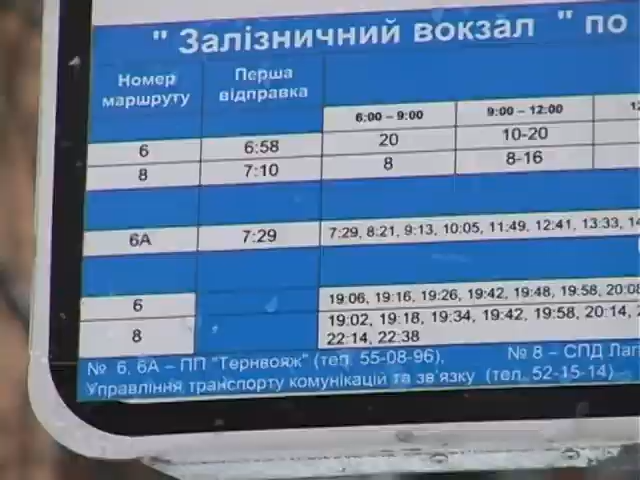 " Залізничний вокзал " по
Номер маршруту
Перша відправка
6:00 – 9:00 9:00 – 12:00
6 6:58 20 10-20
8 7:10 8 8-16
6А 7:29 7:29, 8:21, 9:13, 10:05, 11:49, 12:41, 13:33,
6 19:06, 19:16, 19:26, 19:42, 19:48, 19:58, 20:08
8 19:02, 19:18, 19:34, 19:42, 19:58, 20:14,
22:14, 22:38
№ 6, 6А – ПП "Тернвояж" (тел. 55-08-96), № 8 – СПД
Управління транспорту комунікацій та зв'язку (тел. 52-15-14)